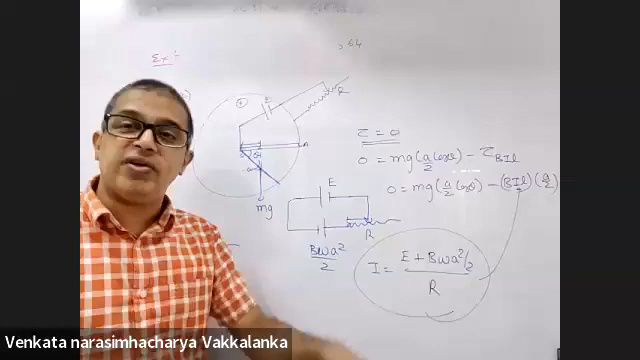 Ex:-
, 64
E
R
τ = 0
0 = mg(a/2 cosθ) - τ_BIl
0 = mg(a/2 cosθ) - (BIl)(a/2)
mg
E
R
Bωa²/2
I = (E + Bωa²/2) / R
Venkata narasimhacharya Vakkalanka